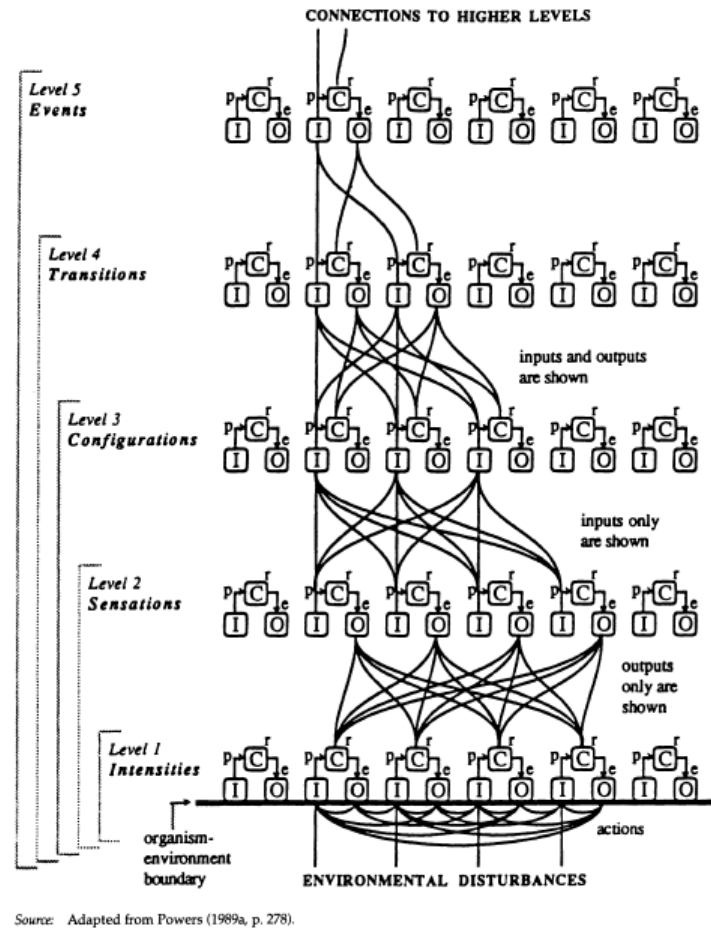 CONNECTIONS TO HIGHER LEVELS
Level 5
Events
r r r r r r
p C p C p C p C p C p C
e e e e e e
I O I O I O I O I O I O
Level 4
Transitions
r r r r r r
p C p C p C p C p C p C
e e e e e e
I O I O I O I O I O I O
inputs and outputs
are shown
Level 3
Configurations
r r r r r r
p C p C p C p C p C p C
e e e e e e
I O I O I O I O I O I O
inputs only
are shown
Level 2
Sensations
r r r r r r
p C p C p C p C p C p C
e e e e e e
I O I O I O I O I O I O
outputs
only are
shown
Level 1
Intensities
r r r r r r
p C p C p C p C p C p C
e e e e e e
I O I O I O I O I O I O
organism-
environment
boundary
actions
ENVIRONMENTAL DISTURBANCES
Source: Adapted from Powers (1989a, p. 278).